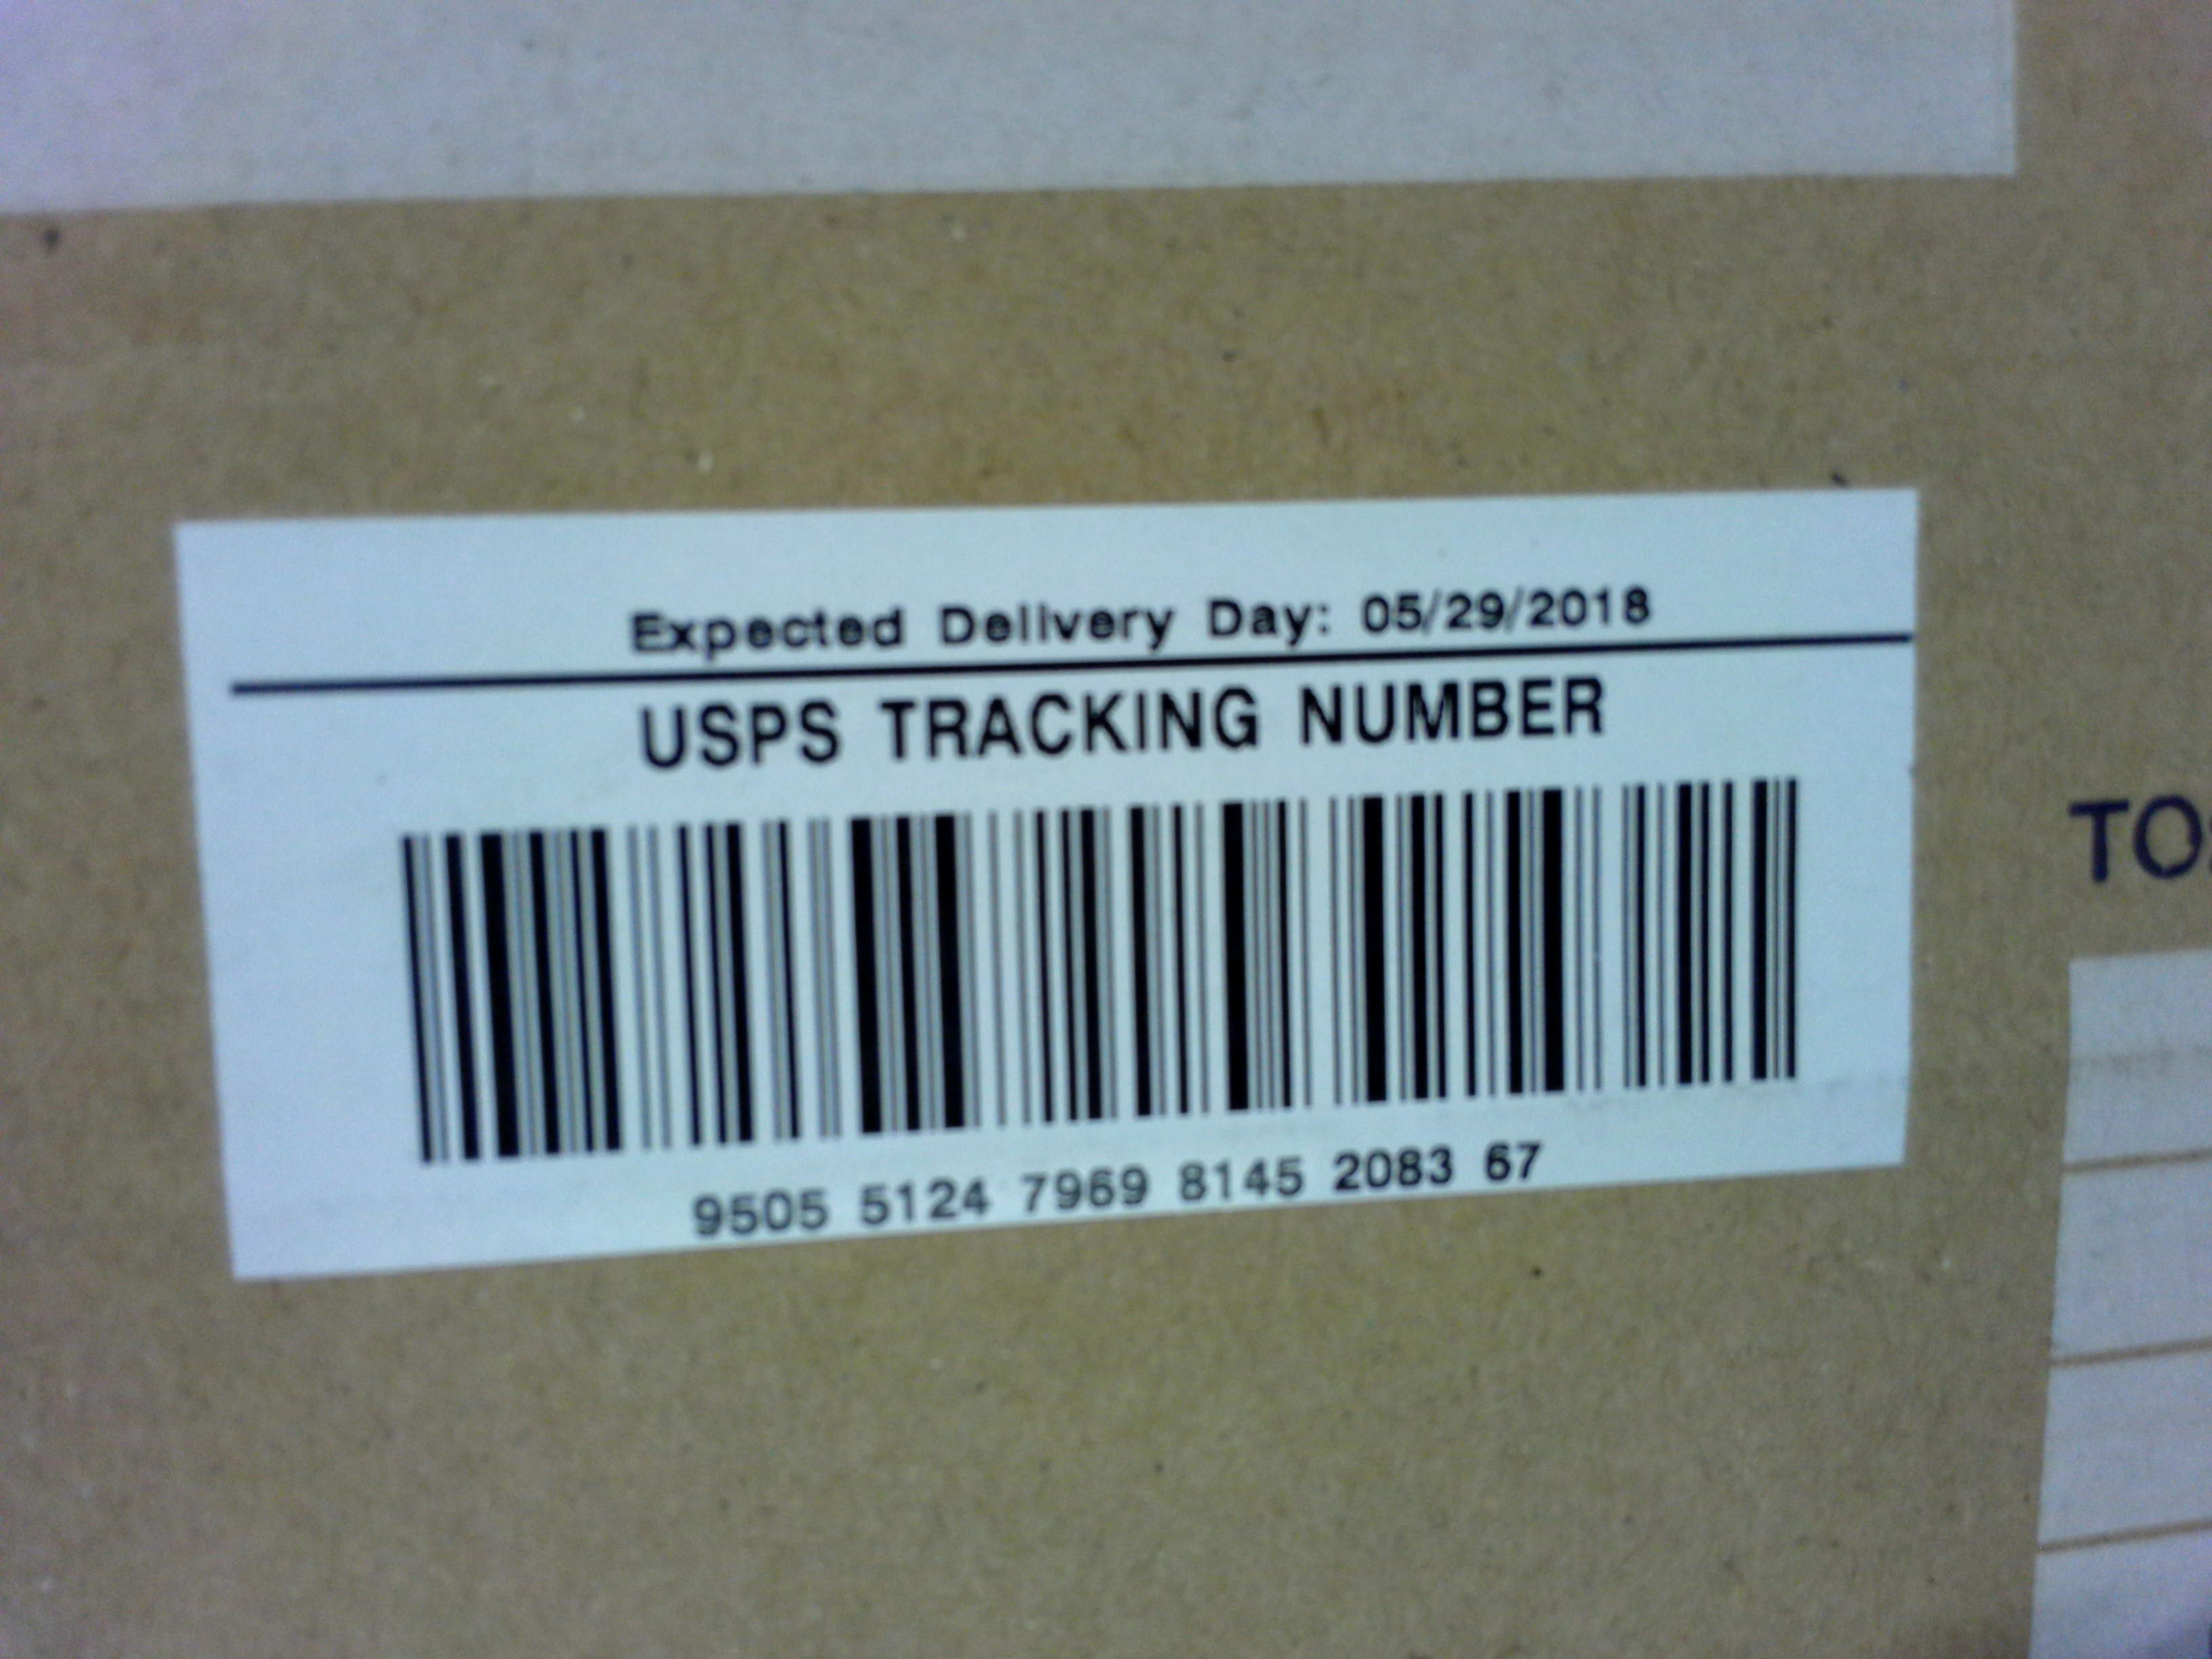 Expected Delivery Day: 05/29/2018
USPS TRACKING NUMBER
9505 5124 7969 8145 2083 67